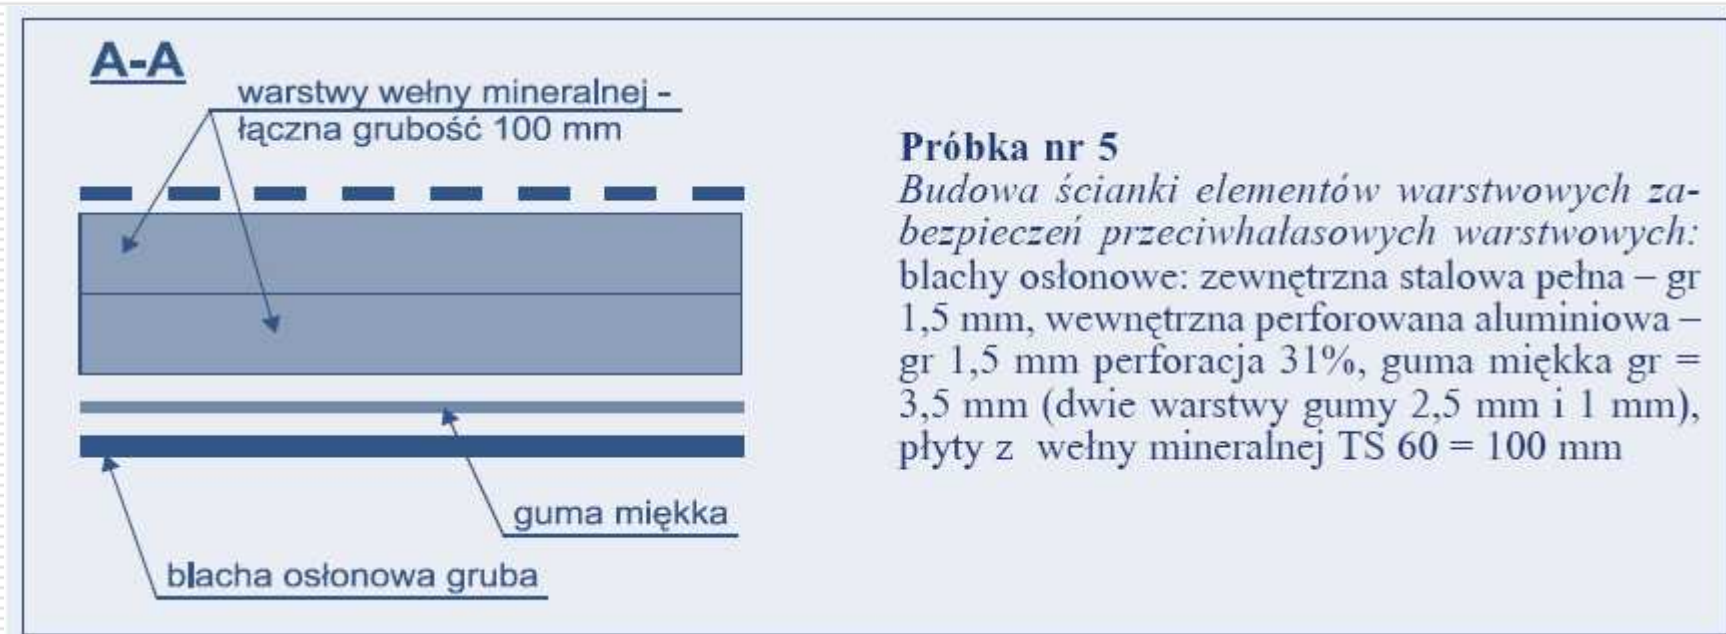 A-A
warstwy wełny mineralnej -
łączna grubość 100 mm
guma miękka
blacha osłonowa gruba
Próbka nr 5
Budowa ścianki elementów warstwowych za-
bezpieczeń przeciwhałasowych warstwowych:
blachy osłonowe: zewnętrzna stalowa pełna – gr
1,5 mm, wewnętrzna perforowana aluminiowa –
gr 1,5 mm perforacja 31%, guma miękka gr =
3,5 mm (dwie warstwy gumy 2,5 mm i 1 mm),
płyty z wełny mineralnej TS 60 = 100 mm